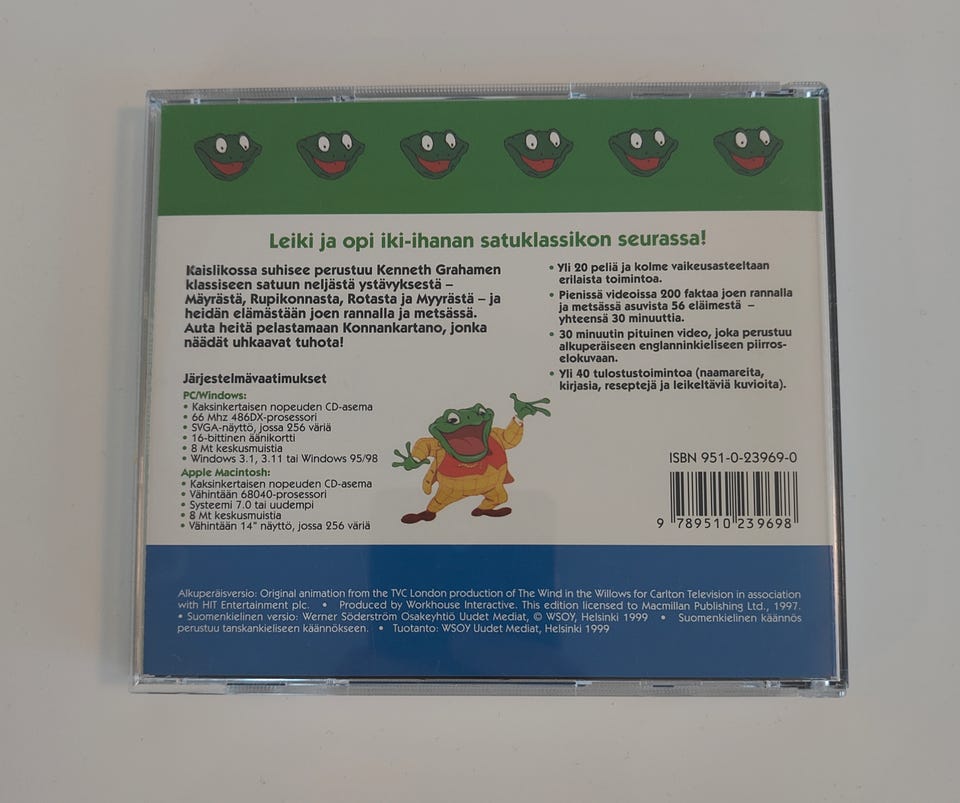 Leiki ja opi iki-ihanan satuklassikon seurassa!
Kaislikossa suhisee perustuu Kenneth Grahamen
klassiseen satuun neljästä ystävyksestä –
Mäyrästä, Rupikonnasta, Rotasta ja Myyrästä – ja
heidän elämästään joen rannalla ja metsässä.
Auta heitä pelastamaan Konnankartano, jonka
näädät uhkaavat tuhota!
• Yli 20 peliä ja kolme vaikeusasteeltaan
erilaista toimintoa.
• Pienissä videoissa 200 faktaa joen rannalla
ja metsässä asuvista 56 eläimestä –
yhteensä 30 minuuttia.
• 30 minuutin pituinen video, joka perustuu
alkuperäiseen englanninkieliseen piirros-
elokuvaan.
• Yli 40 tulostustoimintoa (naamareita,
kirjasia, reseptejä ja leikeltäviä kuvioita).
Järjestelmävaatimukset
PC/Windows:
• Kaksinkertaisen nopeuden CD-asema
• 66 Mhz 486DX-prosessori
• SVGA-näyttö, jossa 256 väriä
• 16-bittinen äänikortti
• 8 Mt keskusmuistia
• Windows 3.1, 3.11 tai Windows 95/98
Apple Macintosh:
• Kaksinkertaisen nopeuden CD-asema
• Vähintään 68040-prosessori
• Systeemi 7.0 tai uudempi
• 8 Mt keskusmuistia
• Vähintään 14" näyttö, jossa 256 väriä
ISBN 951-0-23969-0
9 789510 239698
Alkuperäisversio: Original animation from the TVC London production of The Wind in the Willows for Carlton Television in association
with HIT Entertainment plc. • Produced by Workhouse Interactive. This edition licensed to Macmillan Publishing Ltd., 1997.
• Suomenkielinen versio: Werner Söderström Osakeyhtiö Uudet Mediat, © WSOY, Helsinki 1999 • Suomenkielinen käännös
perustuu tanskankieliseen käännökseen. • Tuotanto: WSOY Uudet Mediat, Helsinki 1999